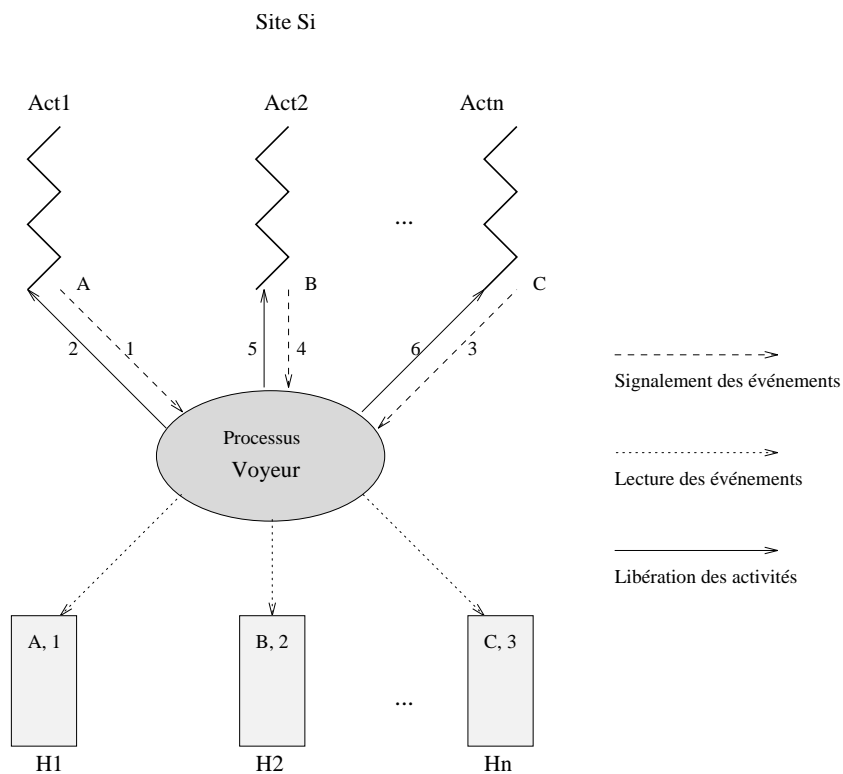 Site Si
Act1
Act2
Actn
...
A
B
C
2
1
5
4
6
3
Signalement des événements
Processus
Voyeur
Lecture des événements
Libération des activités
A, 1
B, 2
C, 3
...
H1
H2
Hn